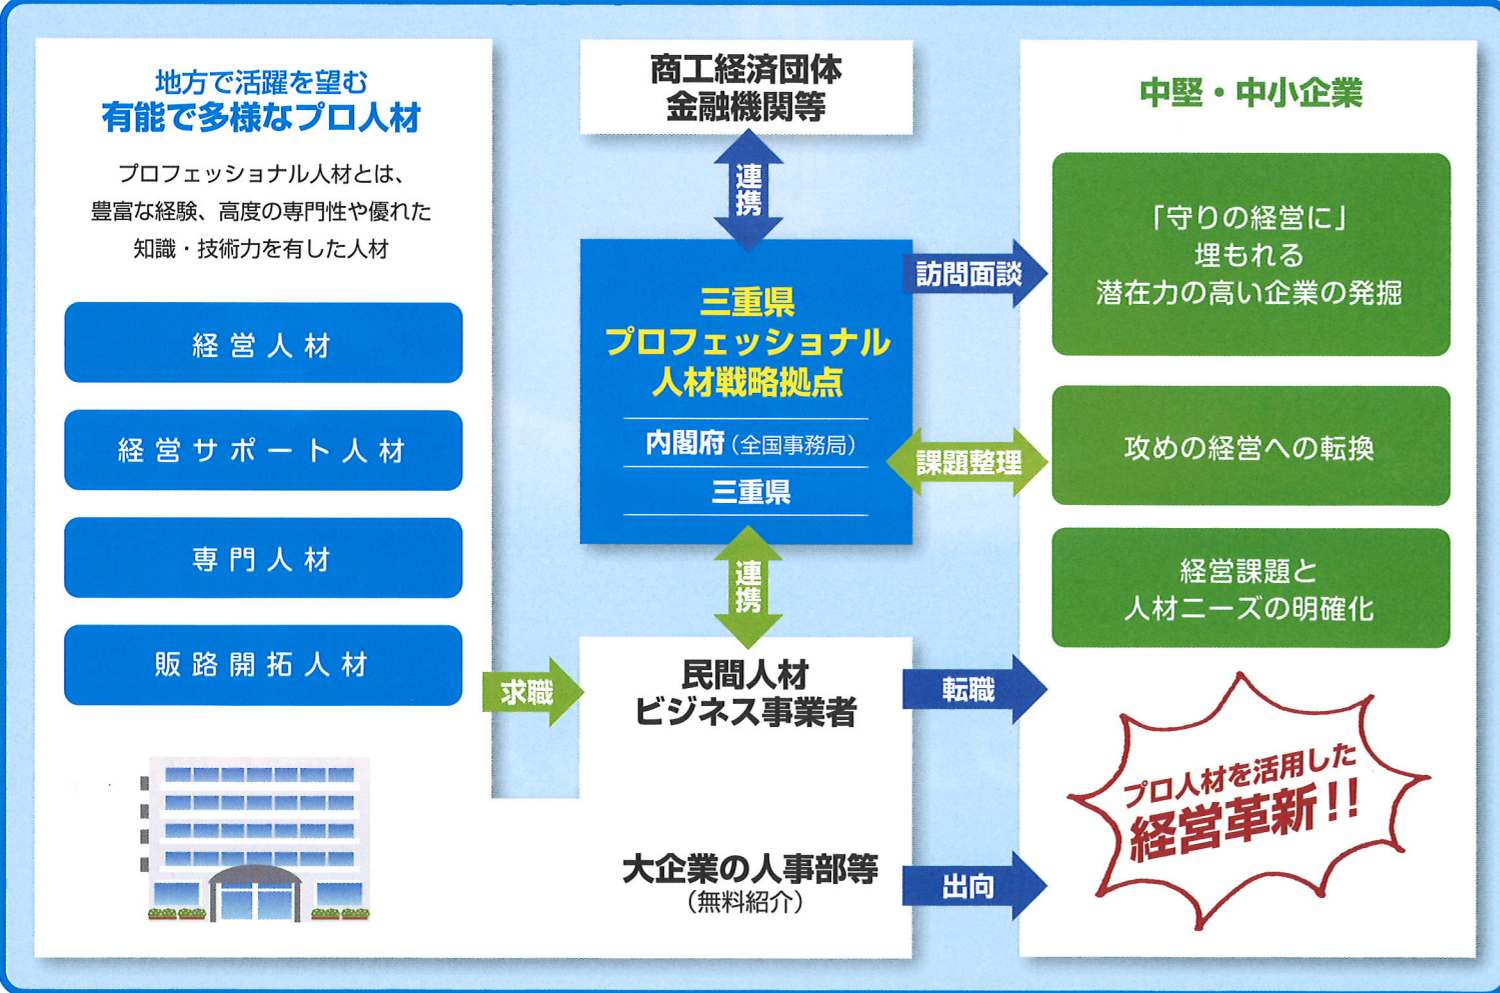 地方で活躍を望む
有能で多様なプロ人材
プロフェッショナル人材とは、
豊富な経験、高度の専門性や優れた
知識・技術力を有した人材
経営人材
経営サポート人材
専門人材
販路開拓人材
求職
商工経済団体
金融機関等
連携
三重県
プロフェッショナル
人材戦略拠点
内閣府（全国事務局）
三重県
連携
民間人材
ビジネス事業者
大企業の人事部等
（無料紹介）
訪問面談
課題整理
転職
出向
中堅・中小企業
「守りの経営に」
埋もれる
潜在力の高い企業の発掘
攻めの経営への転換
経営課題と
人材ニーズの明確化
プロ人材を活用した
経営革新!!